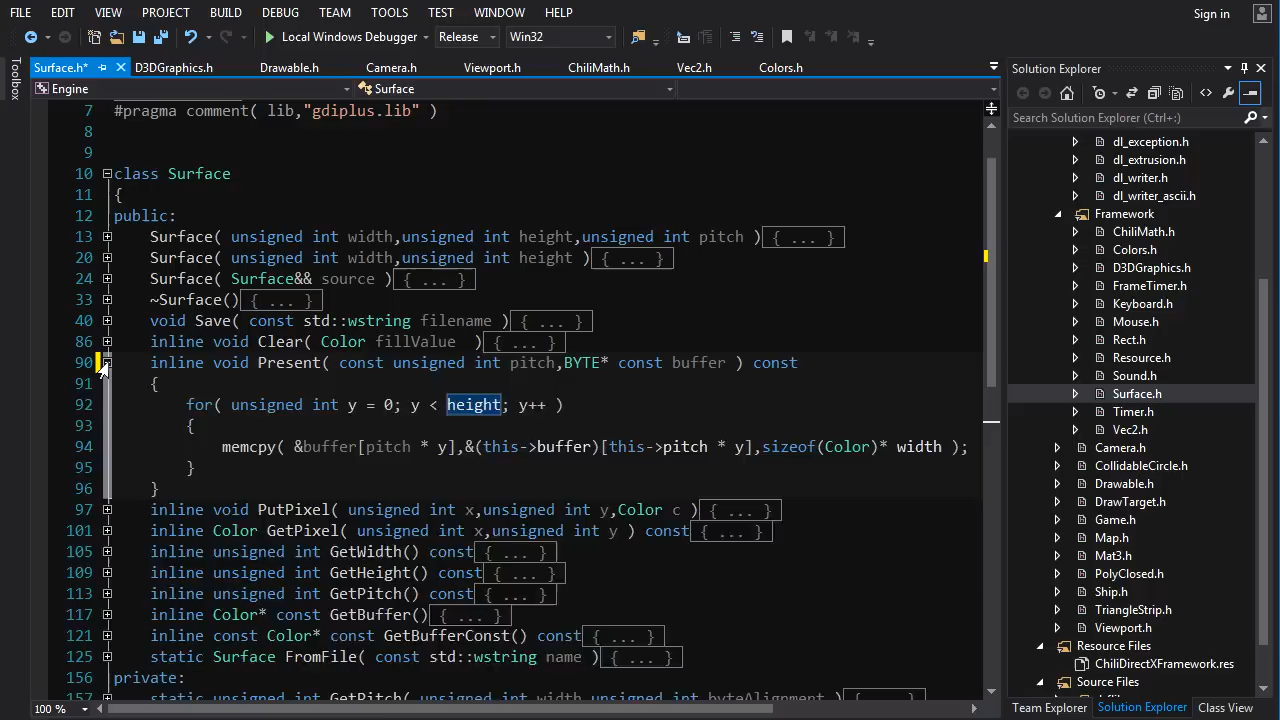 FILE EDIT VIEW PROJECT BUILD DEBUG TEAM TOOLS TEST WINDOW HELP
Sign in
Local Windows Debugger Release Win32
Toolbox
Surface.h* D3DGraphics.h Drawable.h Camera.h Viewport.h ChiliMath.h Vec2.h Colors.h
Engine Surface
7 #pragma comment( lib,"gdiplus.lib" )
8
9
10 class Surface
11 {
12 public:
13 Surface( unsigned int width,unsigned int height,unsigned int pitch ){ ... }
20 Surface( unsigned int width,unsigned int height ){ ... }
24 Surface( Surface&& source ){ ... }
33 ~Surface(){ ... }
40 void Save( const std::wstring filename ){ ... }
86 inline void Clear( Color fillValue ){ ... }
90 inline void Present( const unsigned int pitch,BYTE* const buffer ) const
91 {
92 for( unsigned int y = 0; y < height; y++ )
93 {
94 memcpy( &buffer[pitch * y],&(this->buffer)[this->pitch * y],sizeof(Color)* width );
95 }
96 }
97 inline void PutPixel( unsigned int x,unsigned int y,Color c ){ ... }
101 inline Color GetPixel( unsigned int x,unsigned int y ) const{ ... }
105 inline unsigned int GetWidth() const{ ... }
109 inline unsigned int GetHeight() const{ ... }
113 inline unsigned int GetPitch() const{ ... }
117 inline Color* const GetBuffer(){ ... }
121 inline const Color* const GetBufferConst() const{ ... }
125 static Surface FromFile( const std::wstring name ){ ... }
156 private:
157 static unsigned int GetPitch( unsigned int width,unsigned int byteAlignment ){ ... }
100 %
Solution Explorer
Search Solution Explorer (Ctrl+;)
dl_exception.h
dl_extrusion.h
dl_writer.h
dl_writer_ascii.h
Framework
ChiliMath.h
Colors.h
D3DGraphics.h
FrameTimer.h
Keyboard.h
Mouse.h
Rect.h
Resource.h
Sound.h
Surface.h
Timer.h
Vec2.h
Camera.h
CollidableCircle.h
Drawable.h
DrawTarget.h
Game.h
Map.h
Mat3.h
PolyClosed.h
Ship.h
TriangleStrip.h
Viewport.h
Resource Files
ChiliDirectXFramework.res
Source Files
Team Explorer Solution Explorer Class View